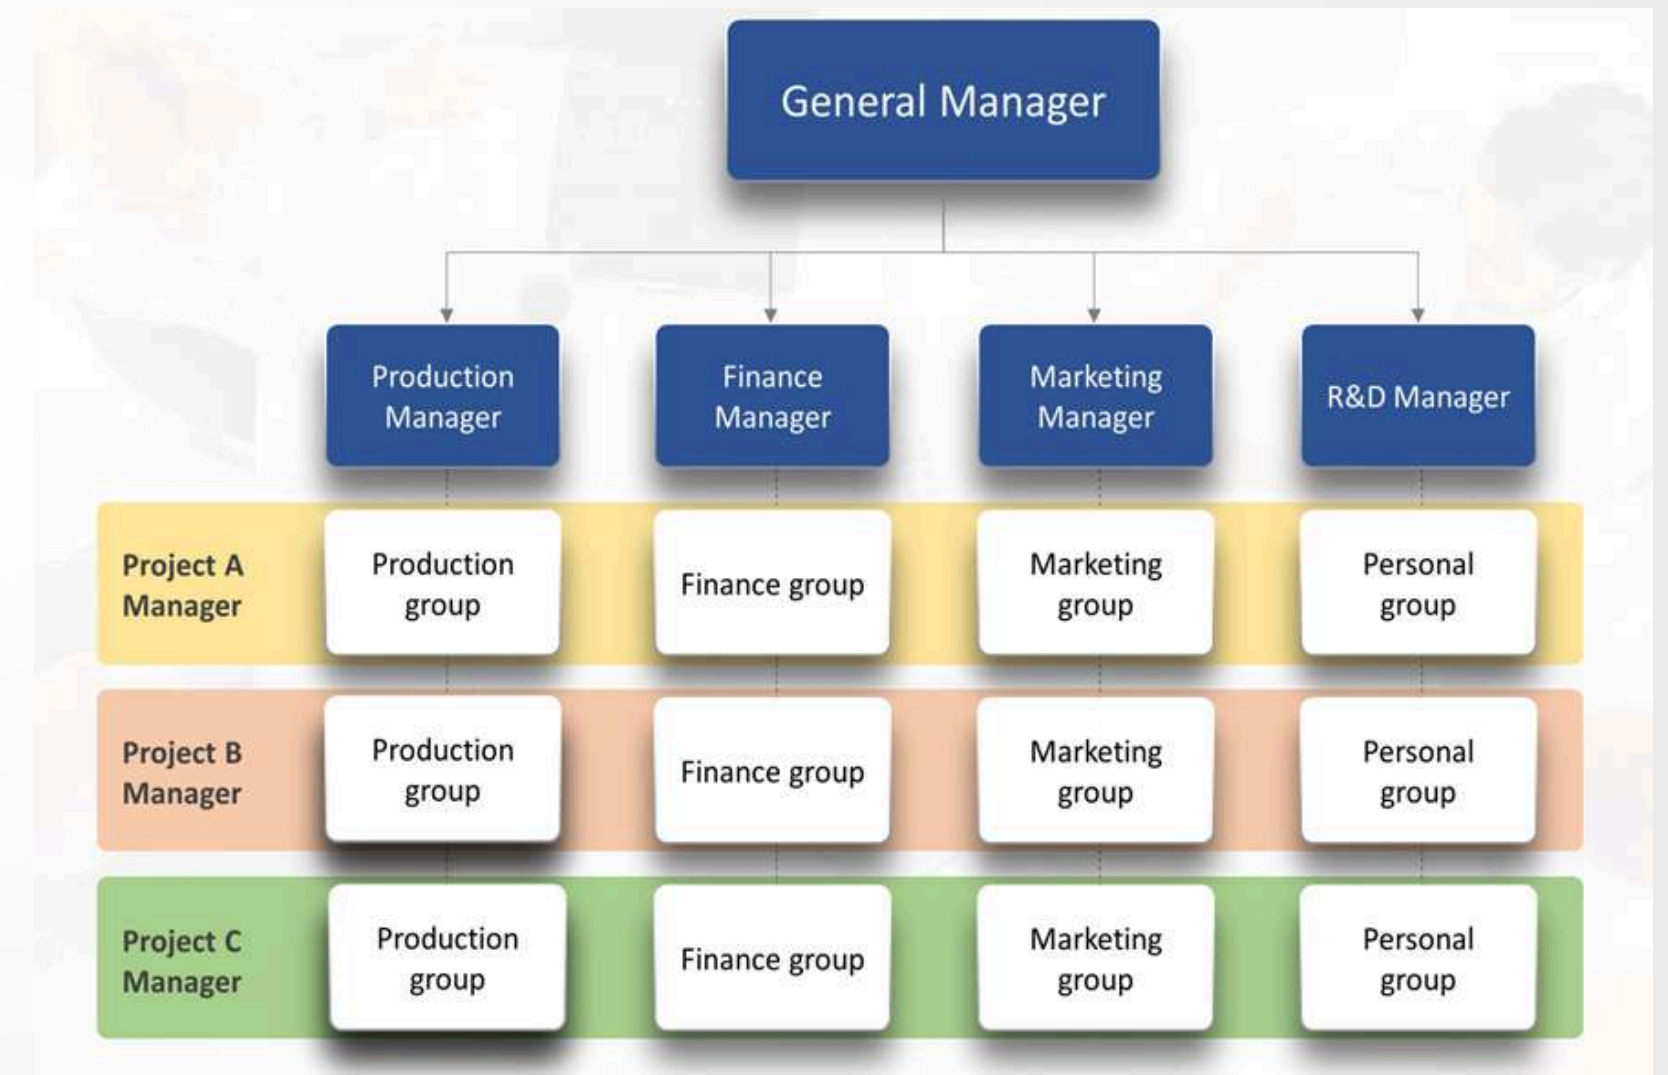 General Manager
Production
Manager
Finance
Manager
Marketing
Manager
R&D Manager
Project A
Manager
Production
group
Finance group
Marketing
group
Personal
group
Project B
Manager
Production
group
Finance group
Marketing
group
Personal
group
Project C
Manager
Production
group
Finance group
Marketing
group
Personal
group